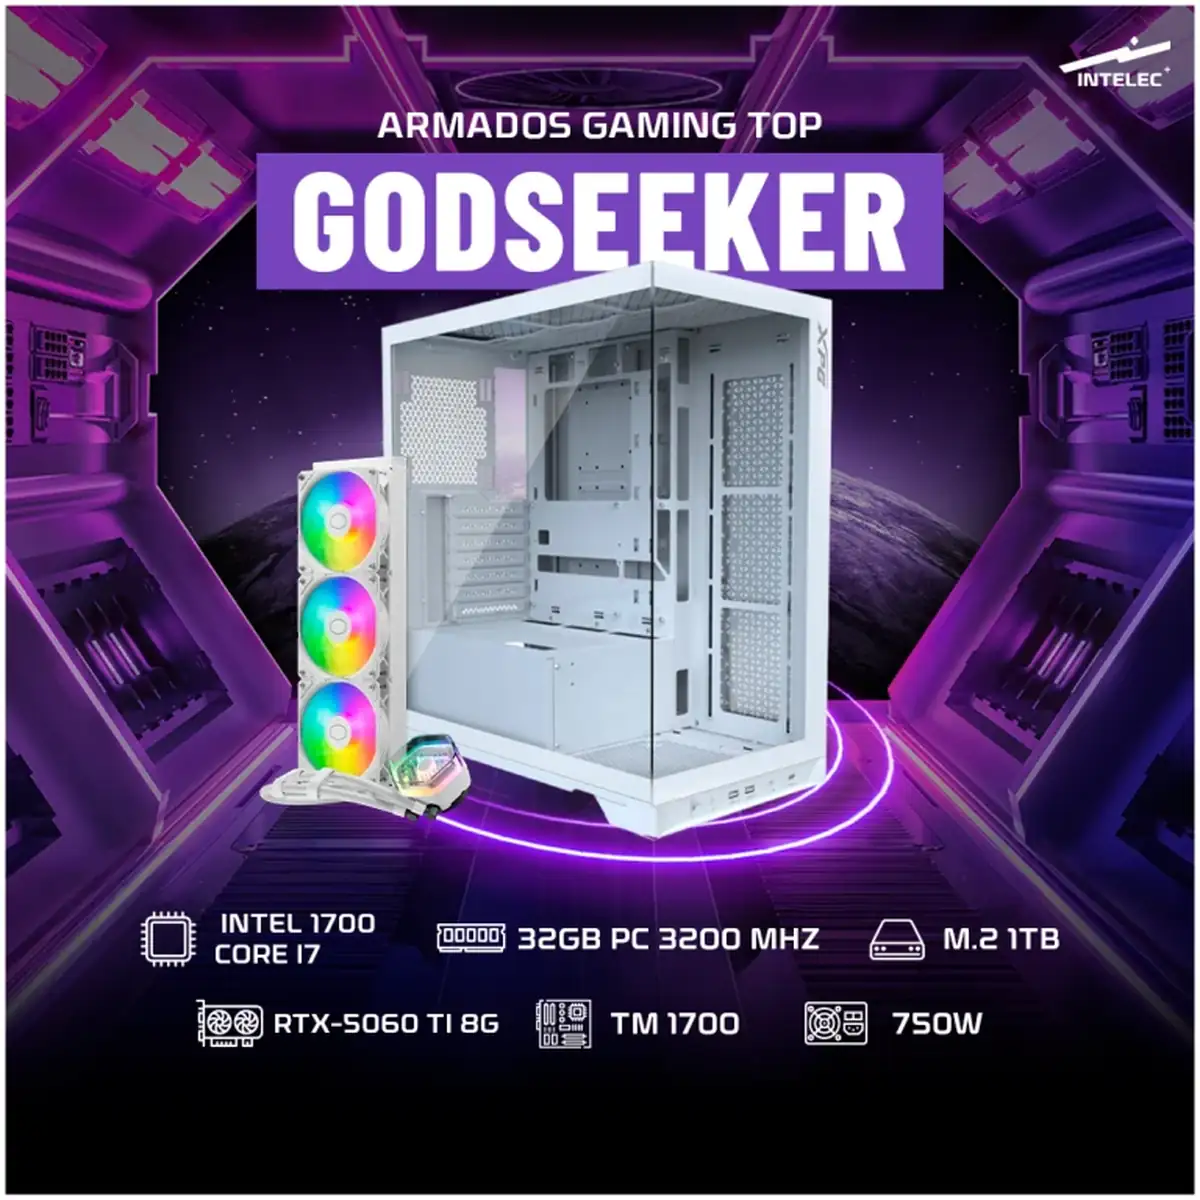 INTELEC+
ARMADOS GAMING TOP
GODSEEKER
XPG
INTEL 1700
CORE I7
32GB PC 3200 MHZ
M.2 1TB
RTX-5060 TI 8G
TM 1700
750W